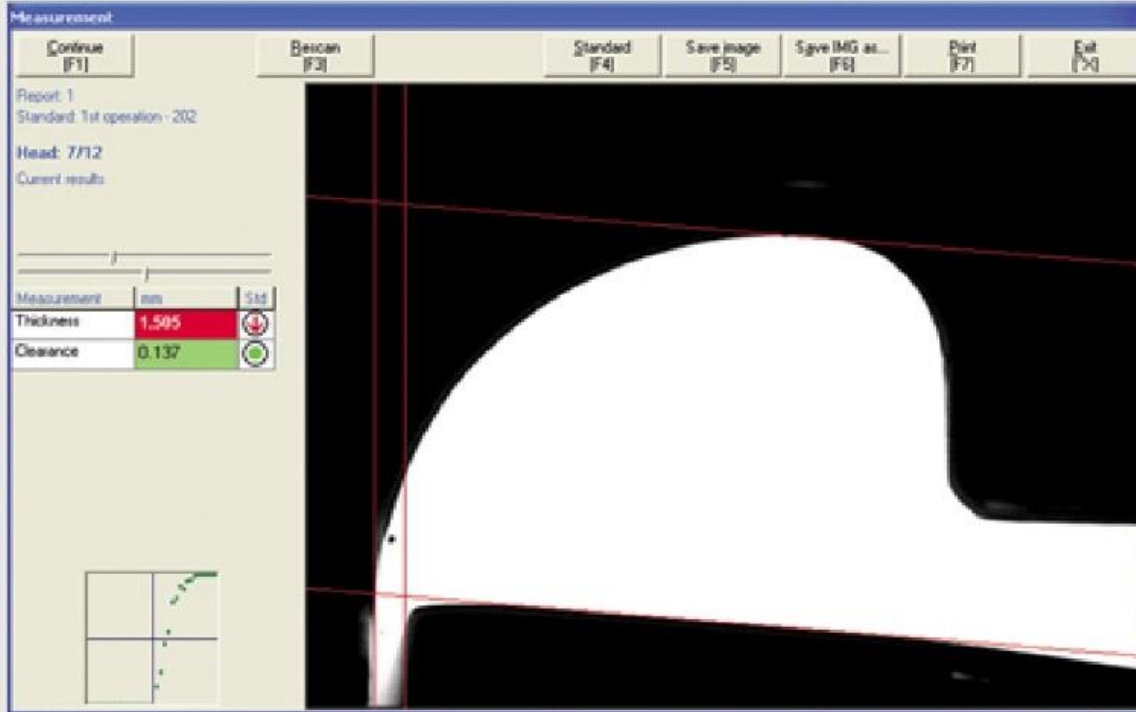 Measurement
Continue
[F1]
Rescan
[F3]
Standard
[F4]
Save image
[F5]
Save IMG as...
[F6]
Print
[F7]
Exit
Report: 1
Standard: 1st operation - 202
Head: 7/12
Current results
Measurement mm Std
Thickness 1.505
Clearance 0.137